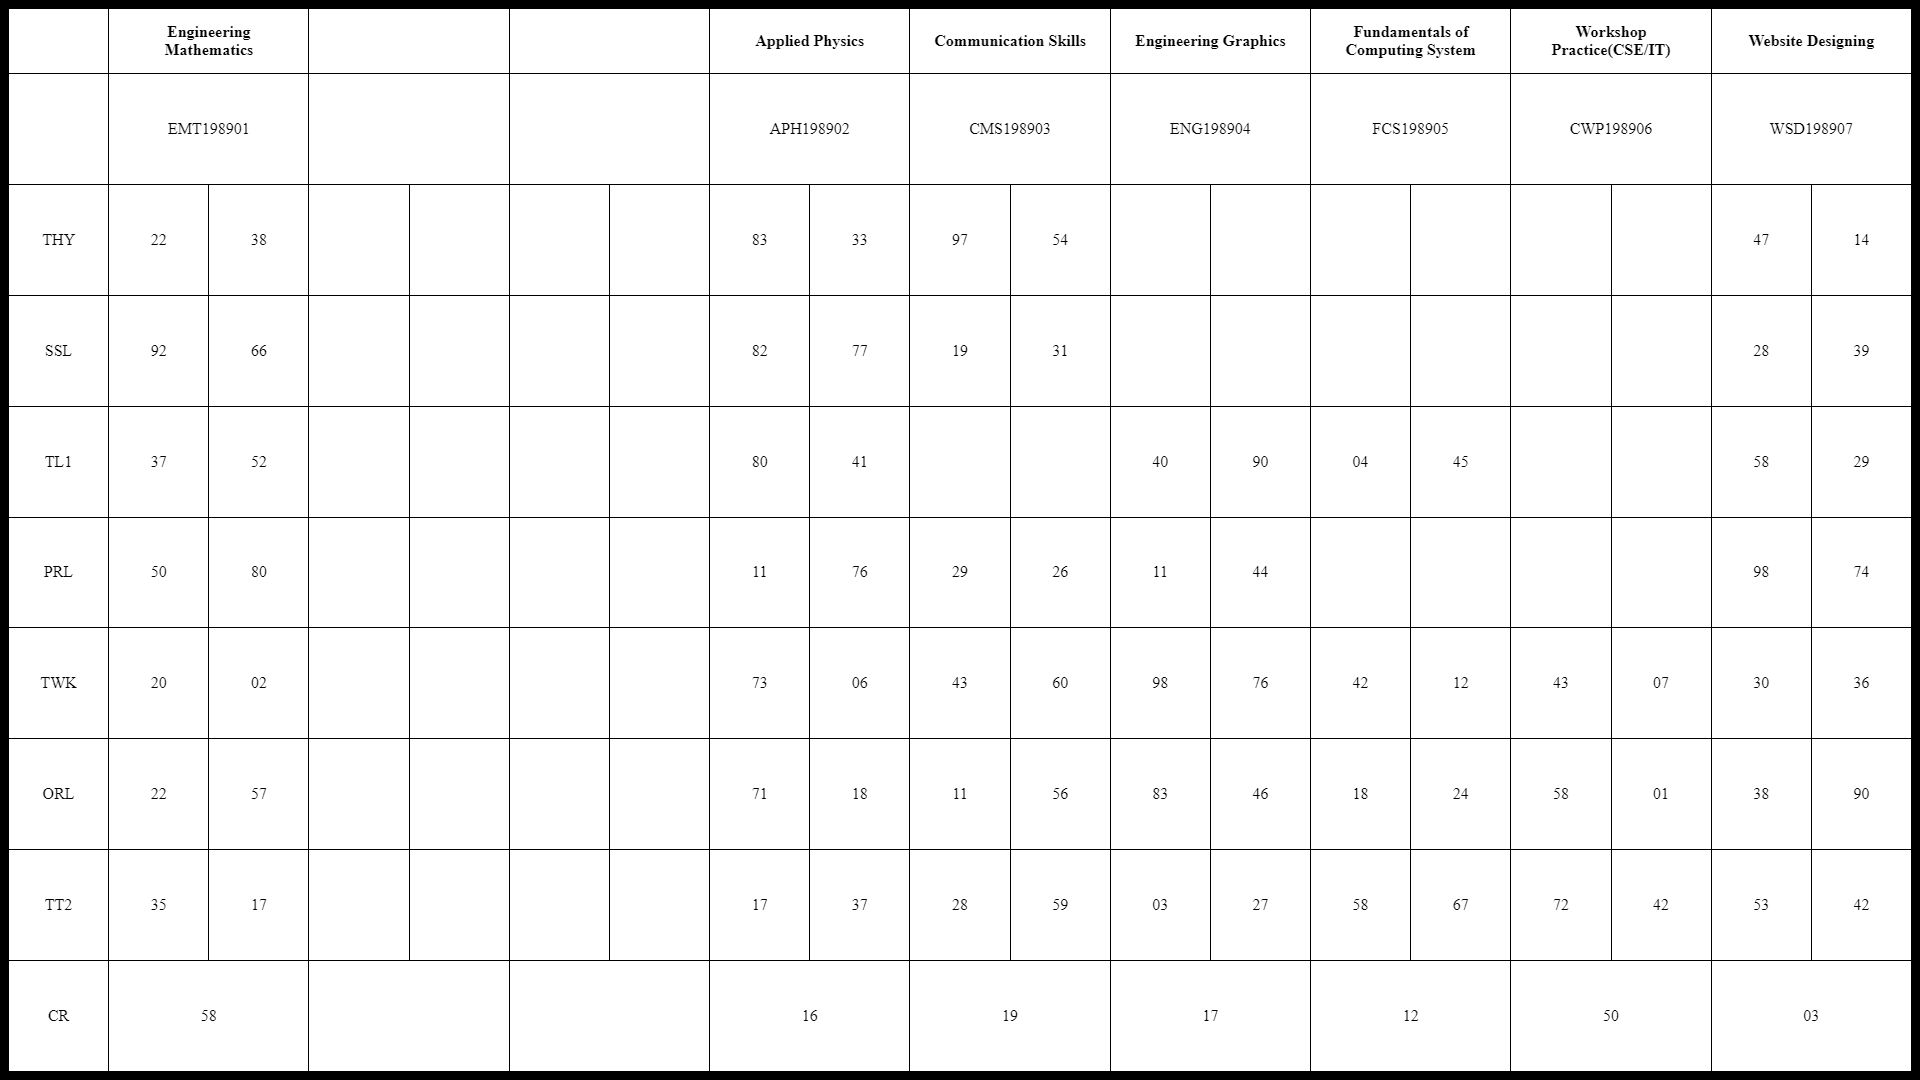 Engineering Mathematics Applied Physics Communication Skills Engineering Graphics Fundamentals of Computing System Workshop Practice(CSE/IT) Website Designing
EMT198901 APH198902 CMS198903 ENG198904 FCS198905 CWP198906 WSD198907
THY 22 38 83 33 97 54 47 14
SSL 92 66 82 77 19 31 28 39
TL1 37 52 80 41 40 90 04 45 58 29
PRL 50 80 11 76 29 26 11 44 98 74
TWK 20 02 73 06 43 60 98 76 42 12 43 07 30 36
ORL 22 57 71 18 11 56 83 46 18 24 58 01 38 90
TT2 35 17 17 37 28 59 03 27 58 67 72 42 53 42
CR 58 16 19 17 12 50 03